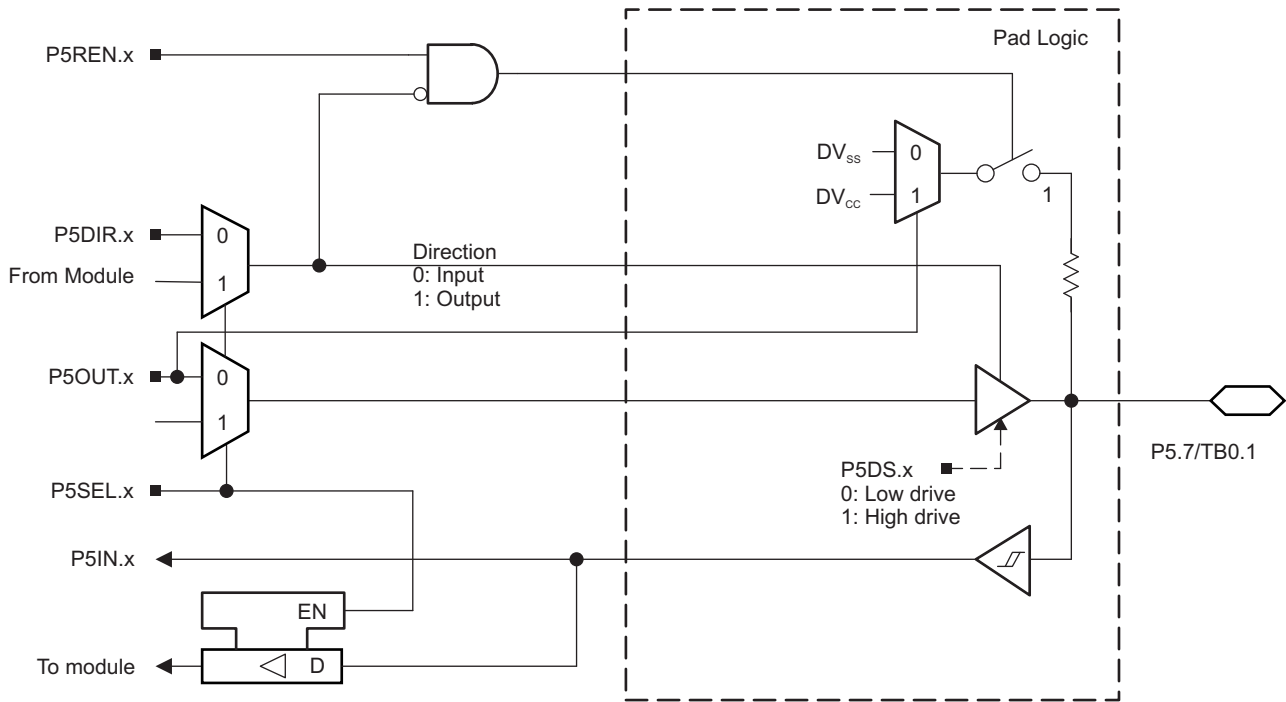 Pad Logic
P5REN.x
DVSS
0
DVCC
1
1
P5DIR.x
0
From Module
1
Direction
0: Input
1: Output
P5OUT.x
0
1
P5.7/TB0.1
P5DS.x
0: Low drive
1: High drive
P5SEL.x
P5IN.x
EN
To module
D